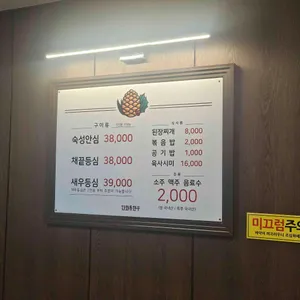 구이류
숙성안심 38,000
채끝등심 38,000
새우등심 39,000
식사류
된장찌개 8,000
볶음밥 2,000
공기밥 1,000
육사시미 16,000
소주 맥주 음료수
2,000
미끄럼주의